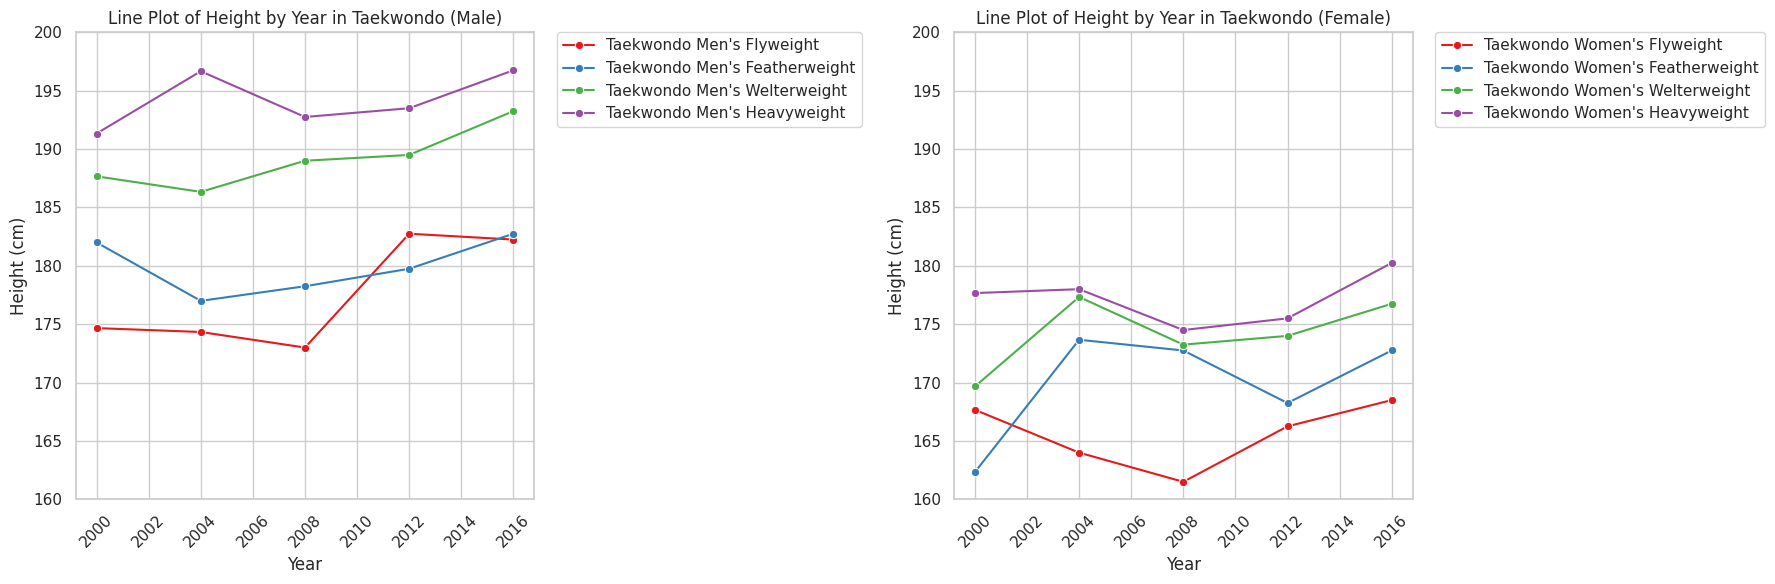 Line Plot of Height by Year in Taekwondo (Male)
Height (cm)
200
195
190
185
180
175
170
165
160
2000
2002
2004
2006
2008
2010
2012
2014
2016
Year
Taekwondo Men's Flyweight
Taekwondo Men's Featherweight
Taekwondo Men's Welterweight
Taekwondo Men's Heavyweight
Line Plot of Height by Year in Taekwondo (Female)
Height (cm)
200
195
190
185
180
175
170
165
160
2000
2002
2004
2006
2008
2010
2012
2014
2016
Year
Taekwondo Women's Flyweight
Taekwondo Women's Featherweight
Taekwondo Women's Welterweight
Taekwondo Women's Heavyweight